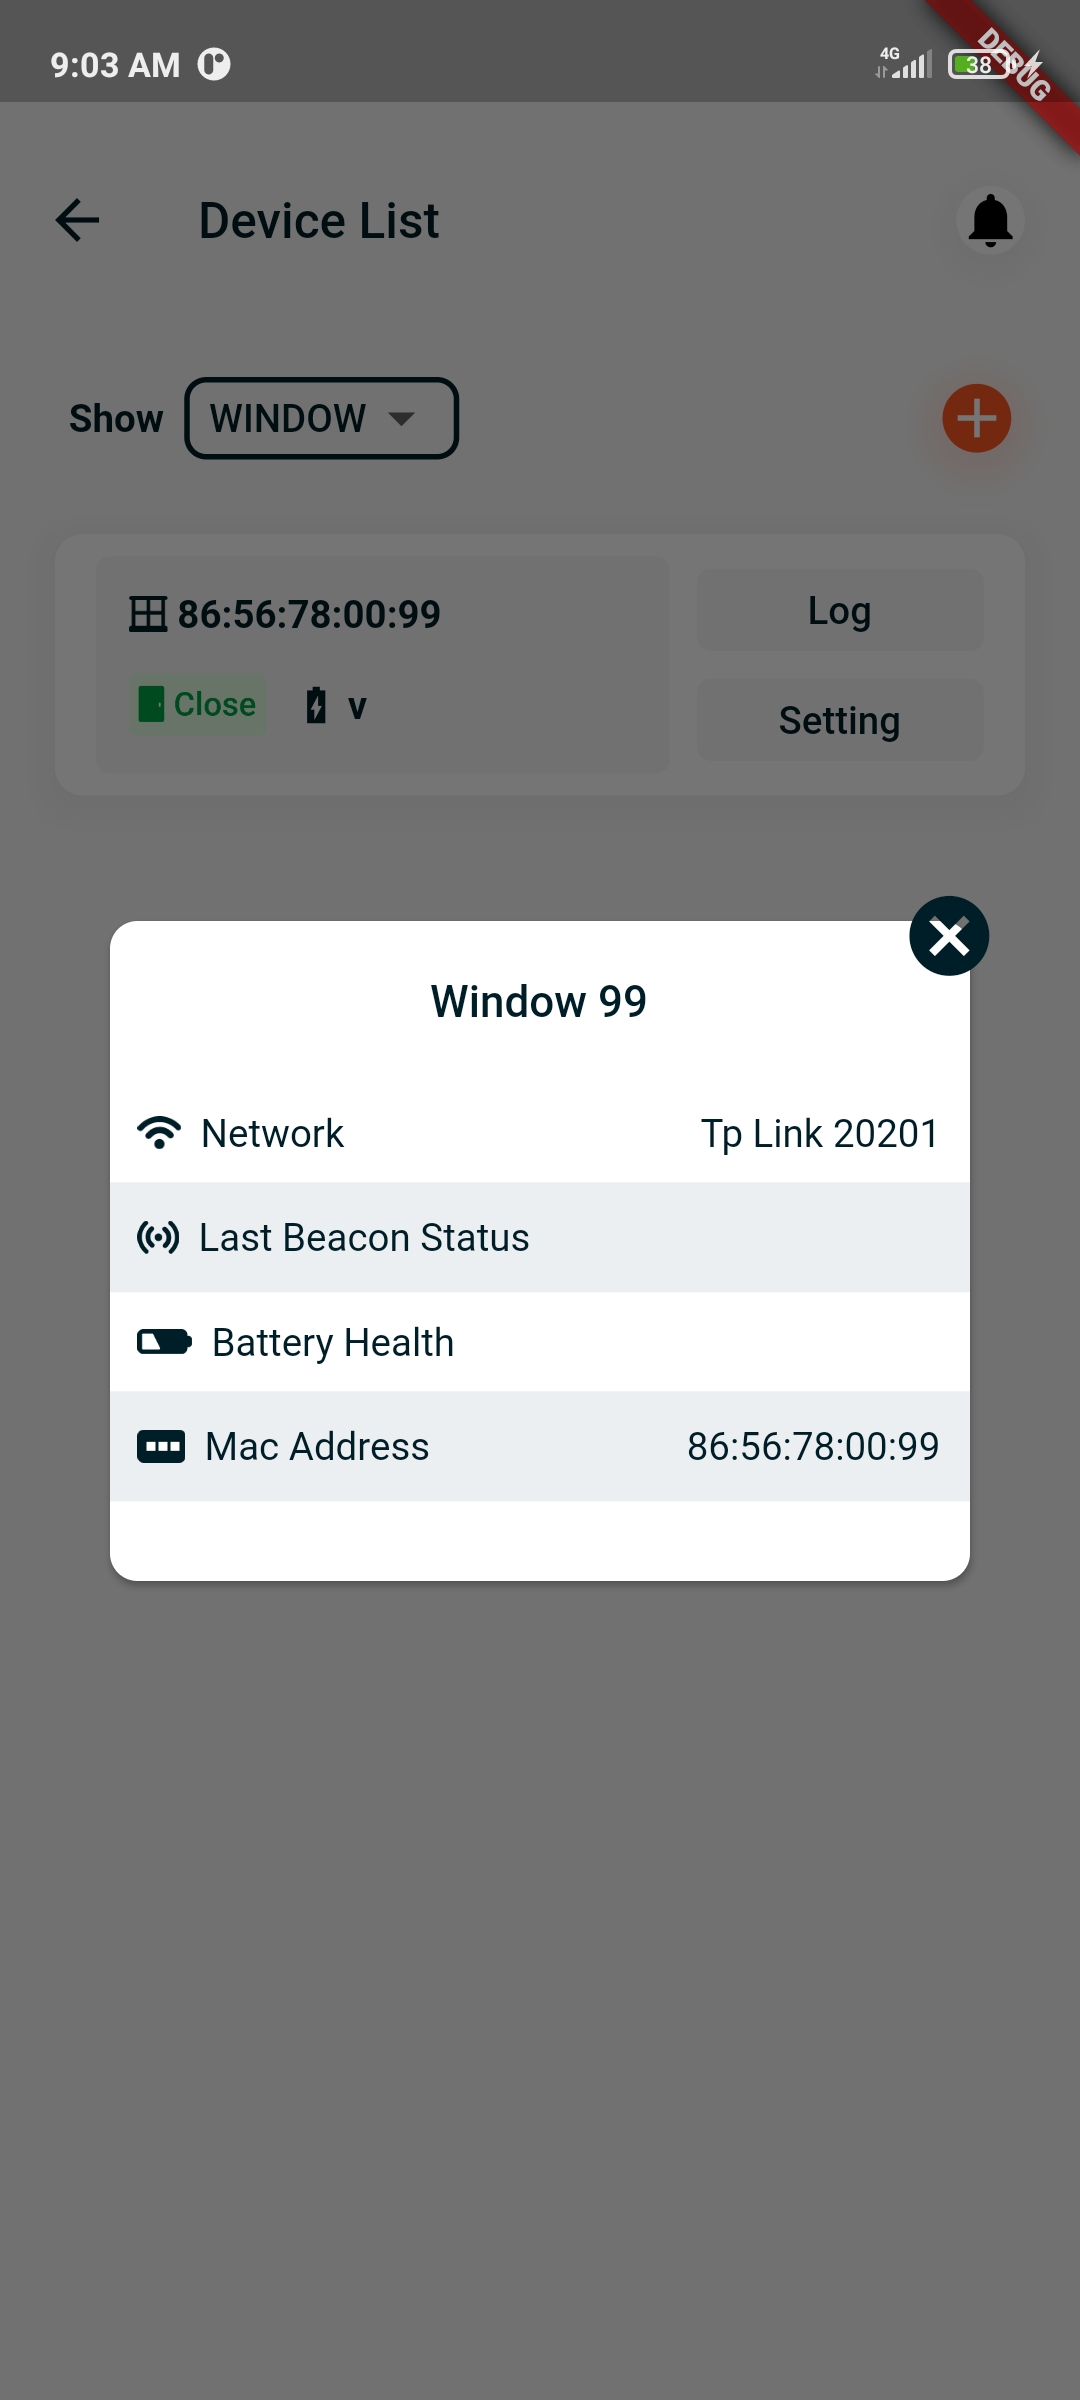 9:03 AM
4G
38
DEBUG
Device List
Show WINDOW
86:56:78:00:99
Log
Close v
Setting
Window 99
Network Tp Link 20201
Last Beacon Status
Battery Health
Mac Address 86:56:78:00:99